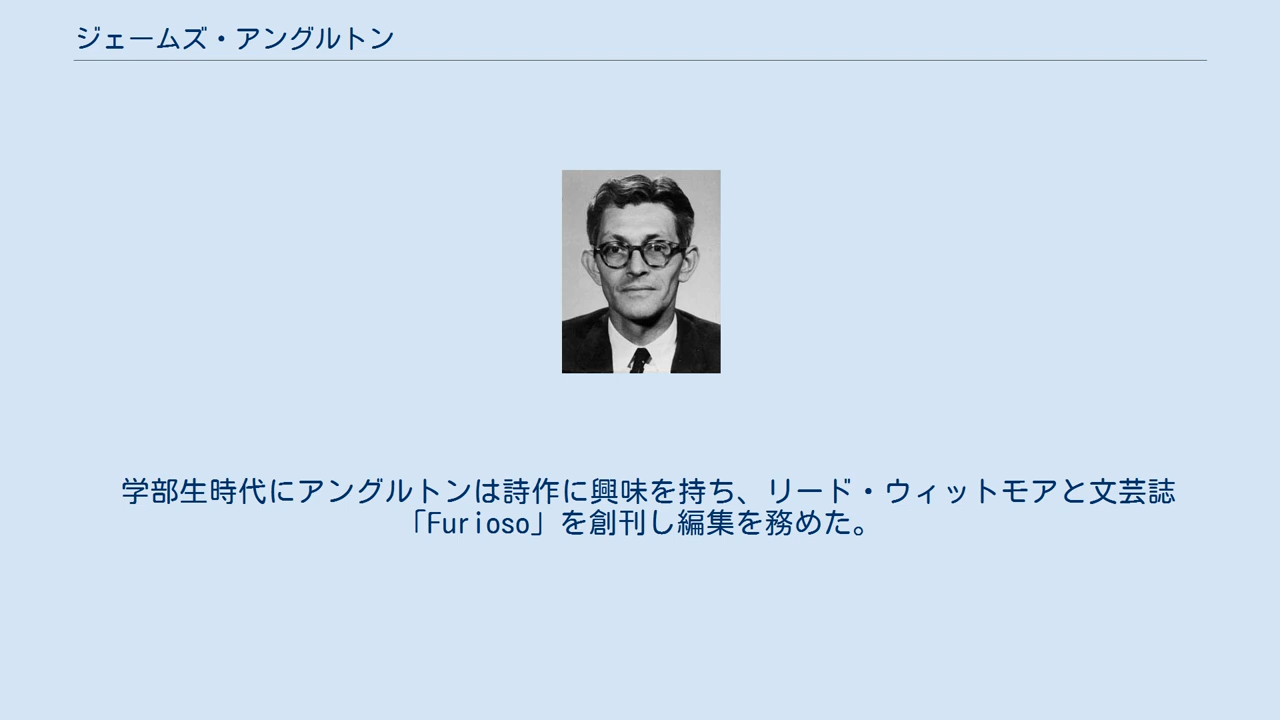 ジェームズ・アングルトン
学部生時代にアングルトンは詩作に興味を持ち、リード・ウィットモアと文芸誌
「Furioso」を創刊し編集を務めた。